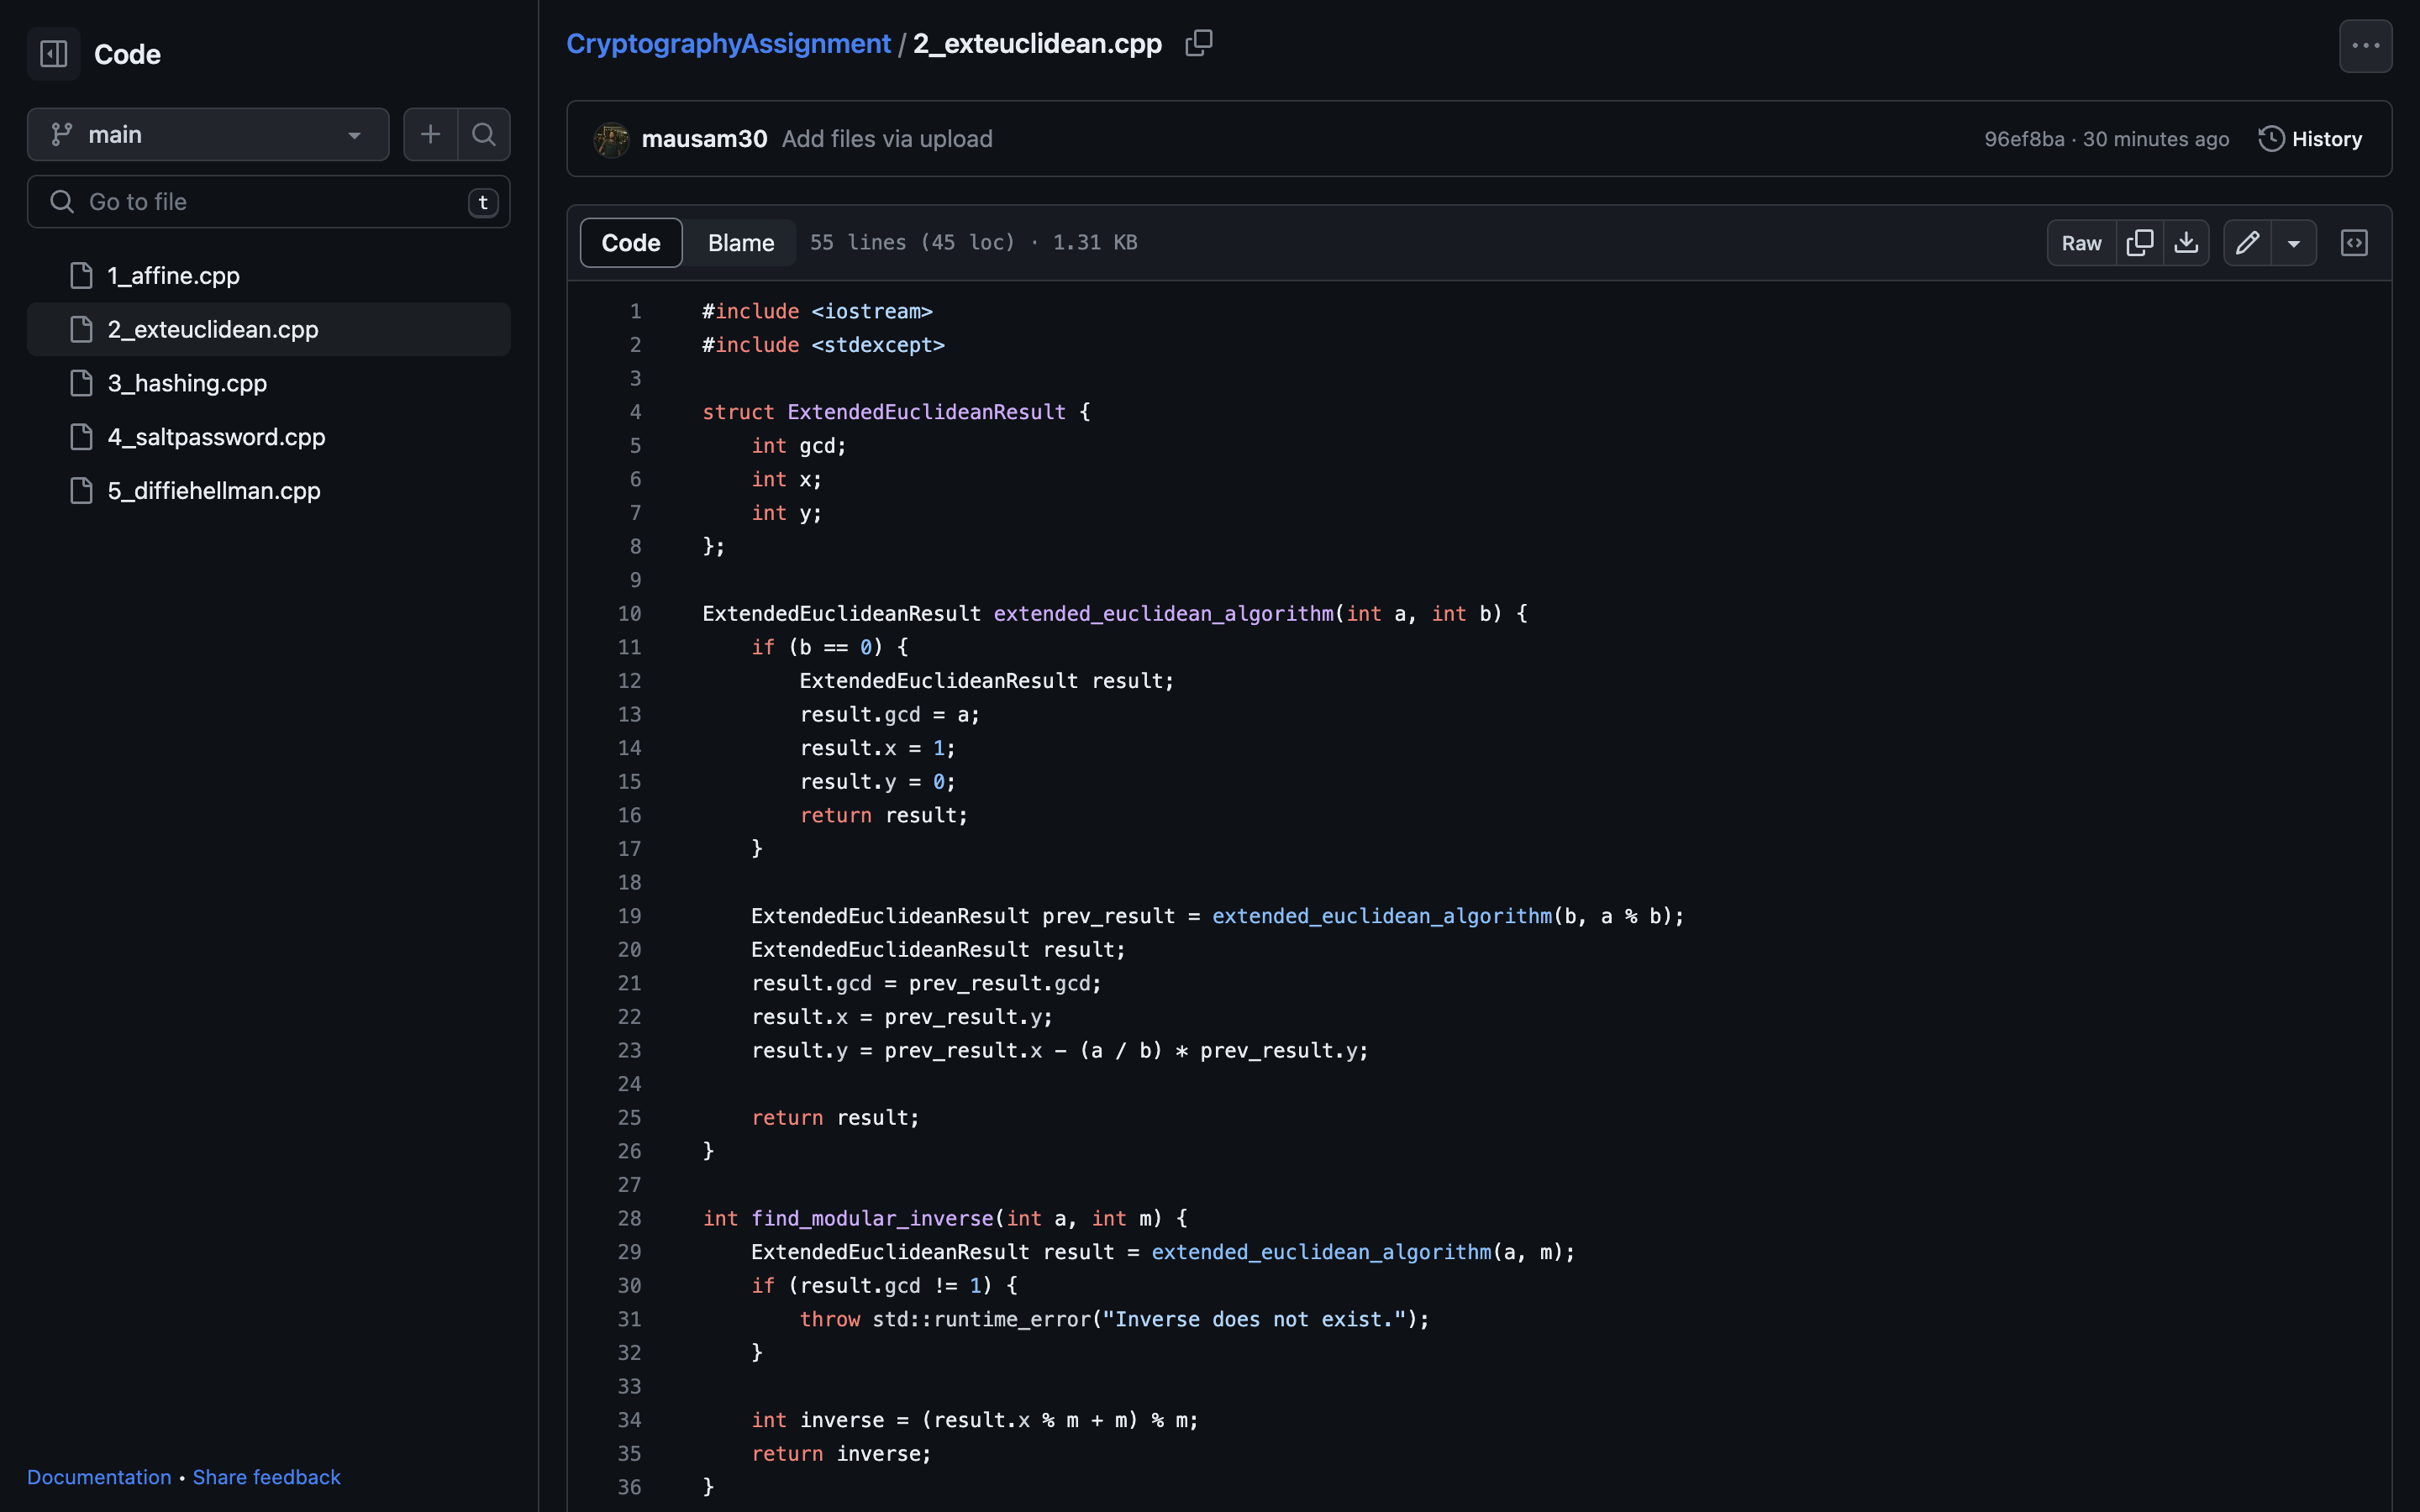 Code
main
Go to file
t
1_affine.cpp
2_exteuclidean.cpp
3_hashing.cpp
4_saltpassword.cpp
5_diffiehellman.cpp
Documentation • Share feedback
CryptographyAssignment / 2_exteuclidean.cpp
mausam30 Add files via upload
96ef8ba · 30 minutes ago
History
Code Blame 55 lines (45 loc) · 1.31 KB
Raw
1 #include <iostream>
2 #include <stdexcept>
3
4 struct ExtendedEuclideanResult {
5     int gcd;
6     int x;
7     int y;
8 };
9
10 ExtendedEuclideanResult extended_euclidean_algorithm(int a, int b) {
11     if (b == 0) {
12         ExtendedEuclideanResult result;
13         result.gcd = a;
14         result.x = 1;
15         result.y = 0;
16         return result;
17     }
18
19     ExtendedEuclideanResult prev_result = extended_euclidean_algorithm(b, a % b);
20     ExtendedEuclideanResult result;
21     result.gcd = prev_result.gcd;
22     result.x = prev_result.y;
23     result.y = prev_result.x - (a / b) * prev_result.y;
24
25     return result;
26 }
27
28 int find_modular_inverse(int a, int m) {
29     ExtendedEuclideanResult result = extended_euclidean_algorithm(a, m);
30     if (result.gcd != 1) {
31         throw std::runtime_error("Inverse does not exist.");
32     }
33
34     int inverse = (result.x % m + m) % m;
35     return inverse;
36 }